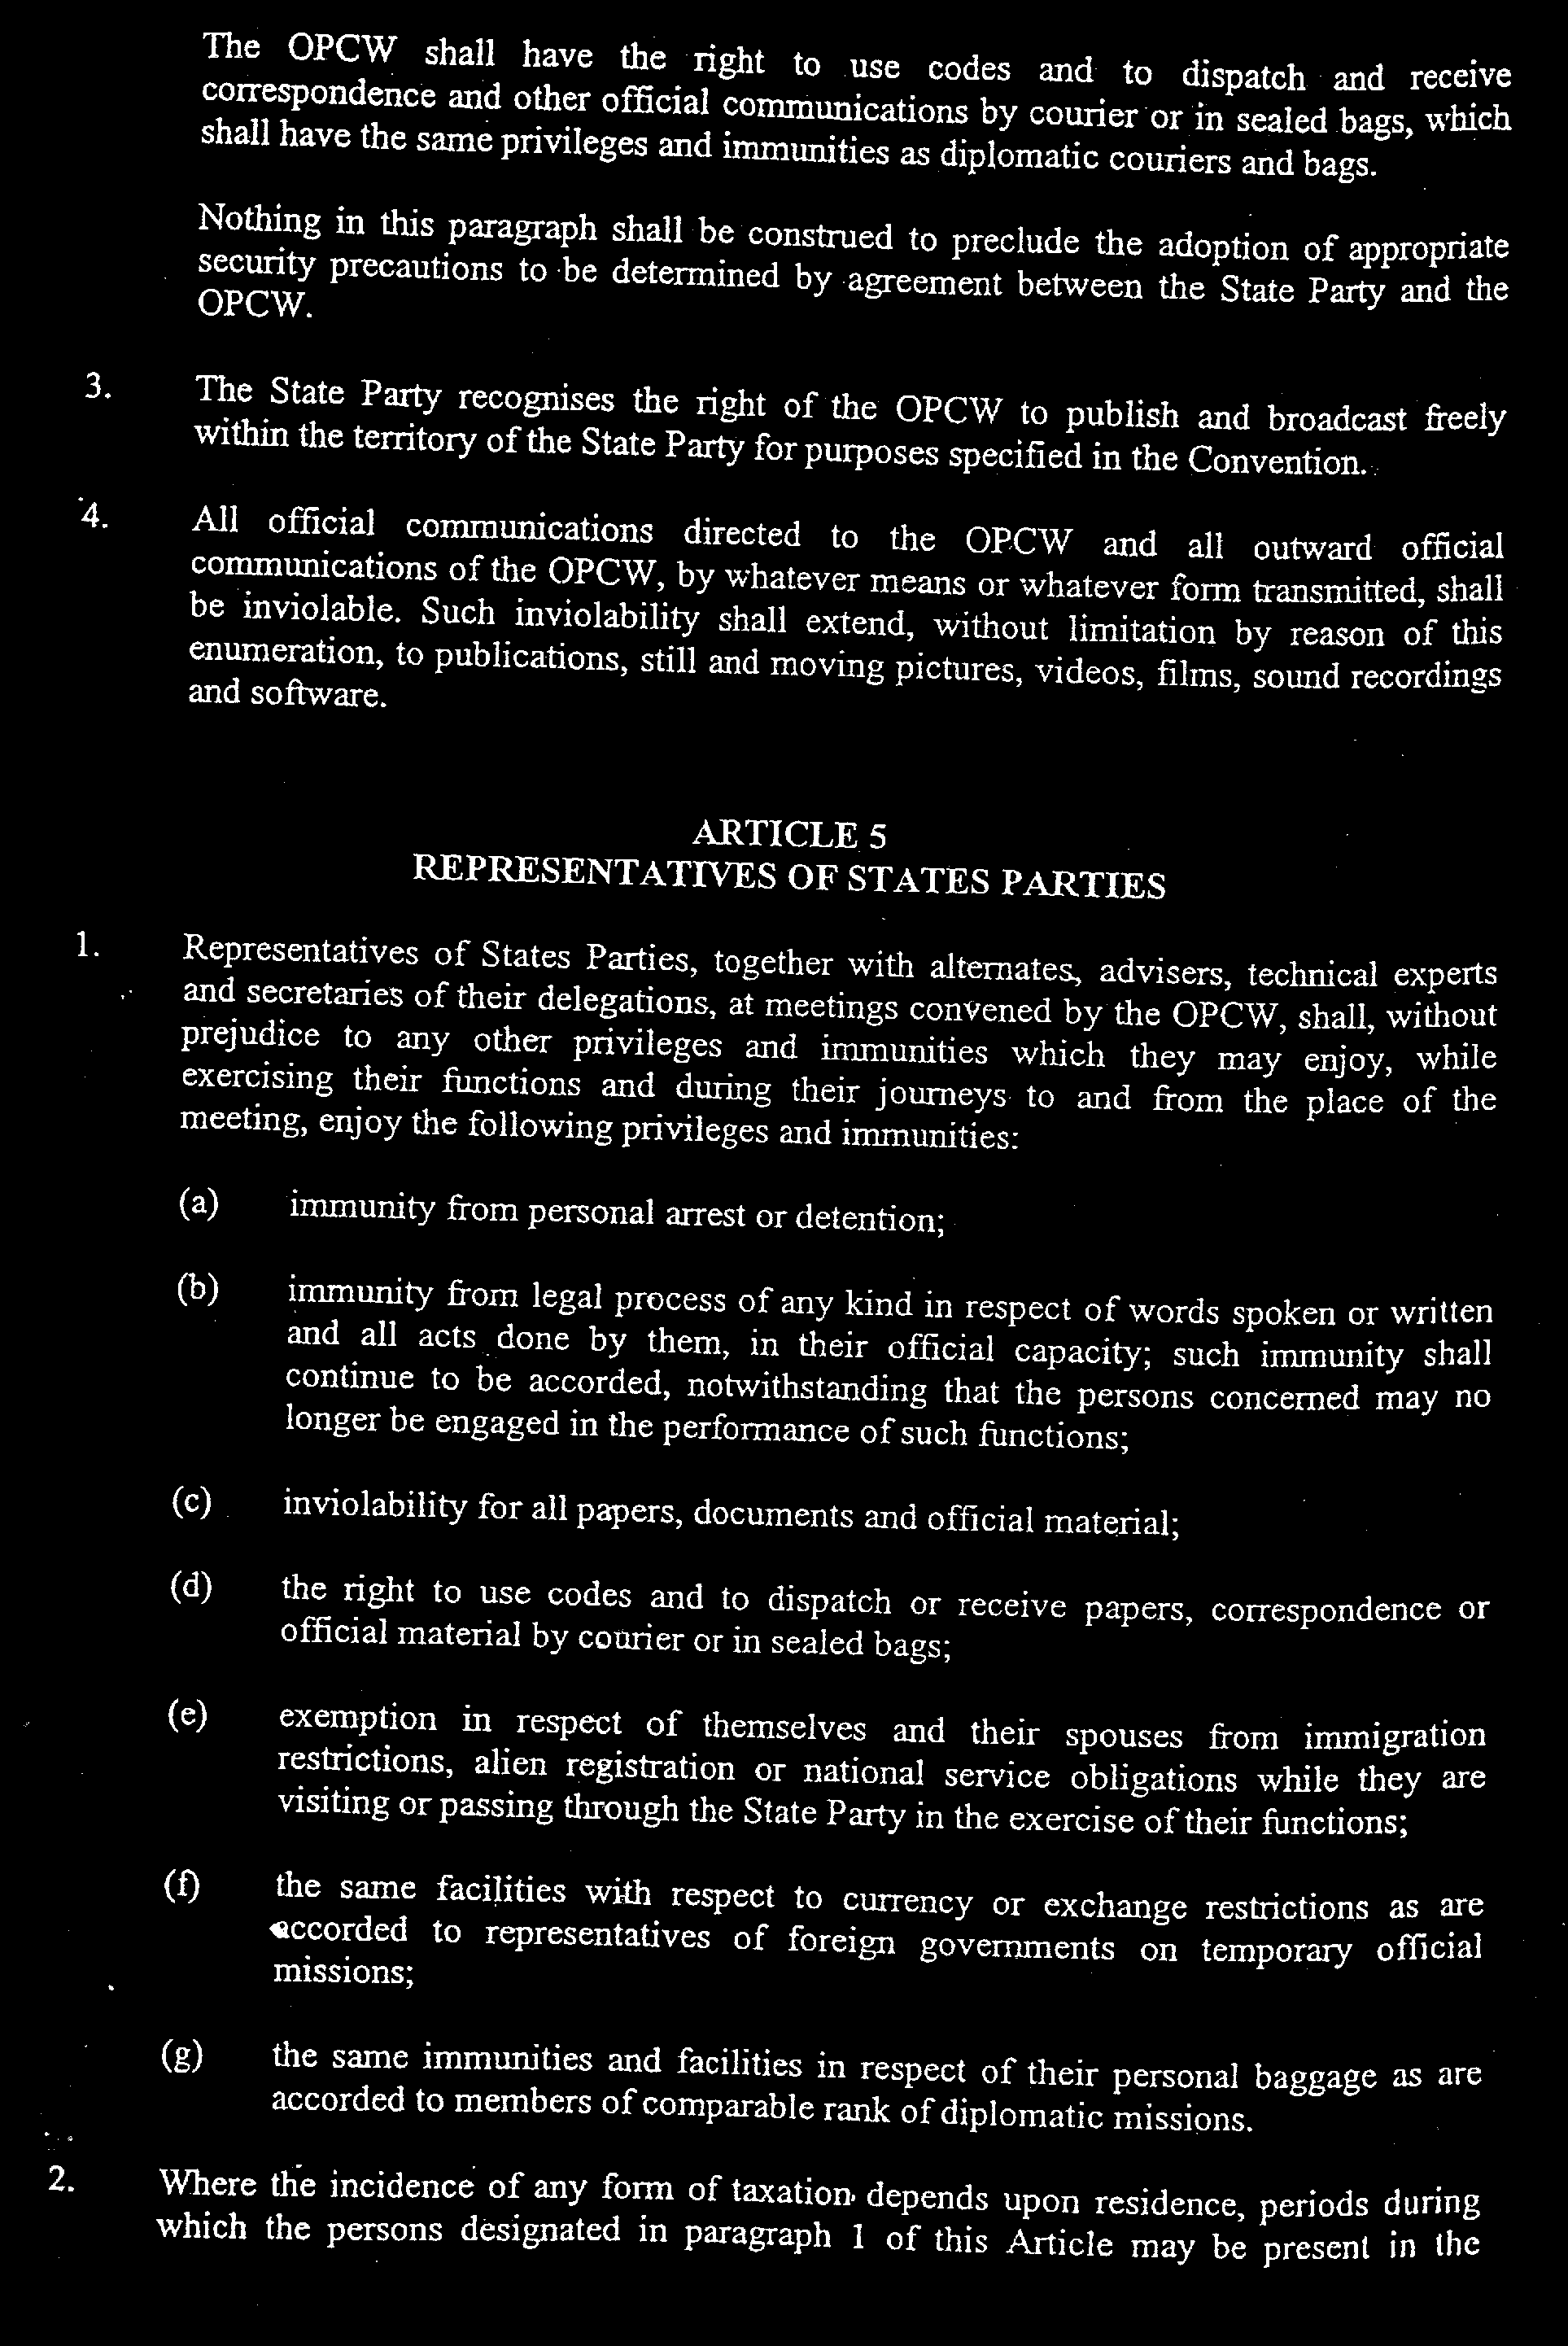 The OPCW shall have the right to use codes and to dispatch and receive
correspondence and other official communications by courier or in sealed bags, which
shall have the same privileges and immunities as diplomatic couriers and bags.
Nothing in this paragraph shall be construed to preclude the adoption of appropriate
security precautions to be determined by agreement between the State Party and the
OPCW.
3. The State Party recognises the right of the OPCW to publish and broadcast freely
within the territory of the State Party for purposes specified in the Convention.
4. All official communications directed to the OPCW and all outward official
communications of the OPCW, by whatever means or whatever form transmitted, shall
be inviolable. Such inviolability shall extend, without limitation by reason of this
enumeration, to publications, still and moving pictures, videos, films, sound recordings
and software.
ARTICLE 5
REPRESENTATIVES OF STATES PARTIES
1. Representatives of States Parties, together with alternates, advisers, technical experts
and secretaries of their delegations, at meetings convened by the OPCW, shall, without
prejudice to any other privileges and immunities which they may enjoy, while
exercising their functions and during their journeys to and from the place of the
meeting, enjoy the following privileges and immunities:
(a) immunity from personal arrest or detention;
(b) immunity from legal process of any kind in respect of words spoken or written
and all acts done by them, in their official capacity; such immunity shall
continue to be accorded, notwithstanding that the persons concerned may no
longer be engaged in the performance of such functions;
(c) inviolability for all papers, documents and official material;
(d) the right to use codes and to dispatch or receive papers, correspondence or
official material by courier or in sealed bags;
(e) exemption in respect of themselves and their spouses from immigration
restrictions, alien registration or national service obligations while they are
visiting or passing through the State Party in the exercise of their functions;
(f) the same facilities with respect to currency or exchange restrictions as are
accorded to representatives of foreign governments on temporary official
missions;
(g) the same immunities and facilities in respect of their personal baggage as are
accorded to members of comparable rank of diplomatic missions.
2. Where the incidence of any form of taxation depends upon residence, periods during
which the persons designated in paragraph 1 of this Article may be present in the